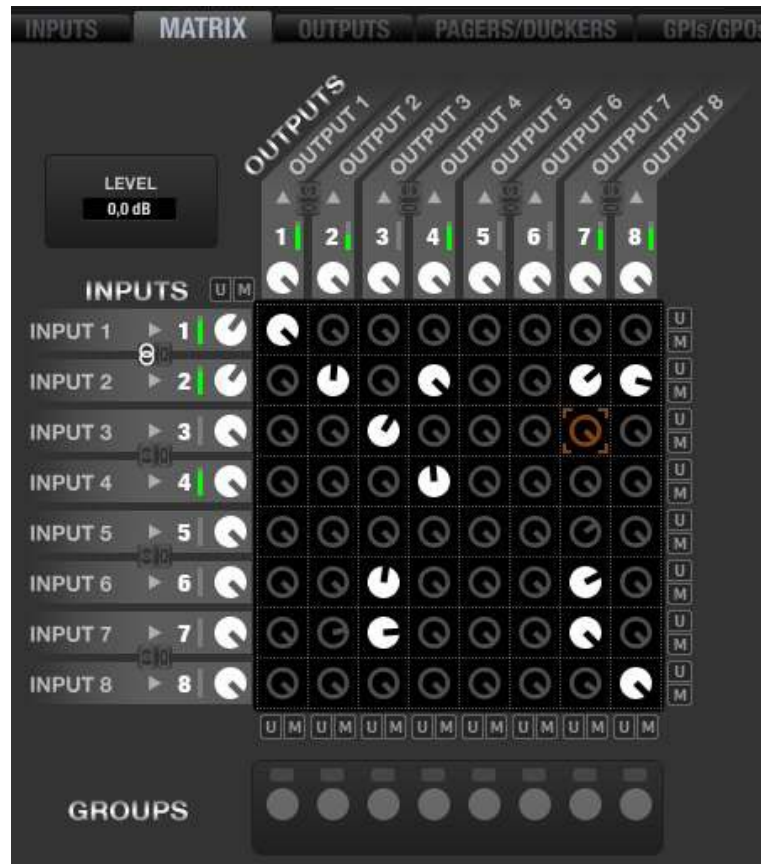 INPUTS MATRIX OUTPUTS PAGERS/DUCKERS GPIs/GPOs
OUTPUTS OUTPUT 1 OUTPUT 2 OUTPUT 3 OUTPUT 4 OUTPUT 5 OUTPUT 6 OUTPUT 7 OUTPUT 8
LEVEL
0,0 dB
1 2 3 4 5 6 7 8
INPUTS U M
INPUT 1 1 U
M
INPUT 2 2 U
M
INPUT 3 3 U
M
INPUT 4 4 U
M
INPUT 5 5 U
M
INPUT 6 6 U
M
INPUT 7 7 U
M
INPUT 8 8 U
M
U M U M U M U M U M U M U M U M
GROUPS